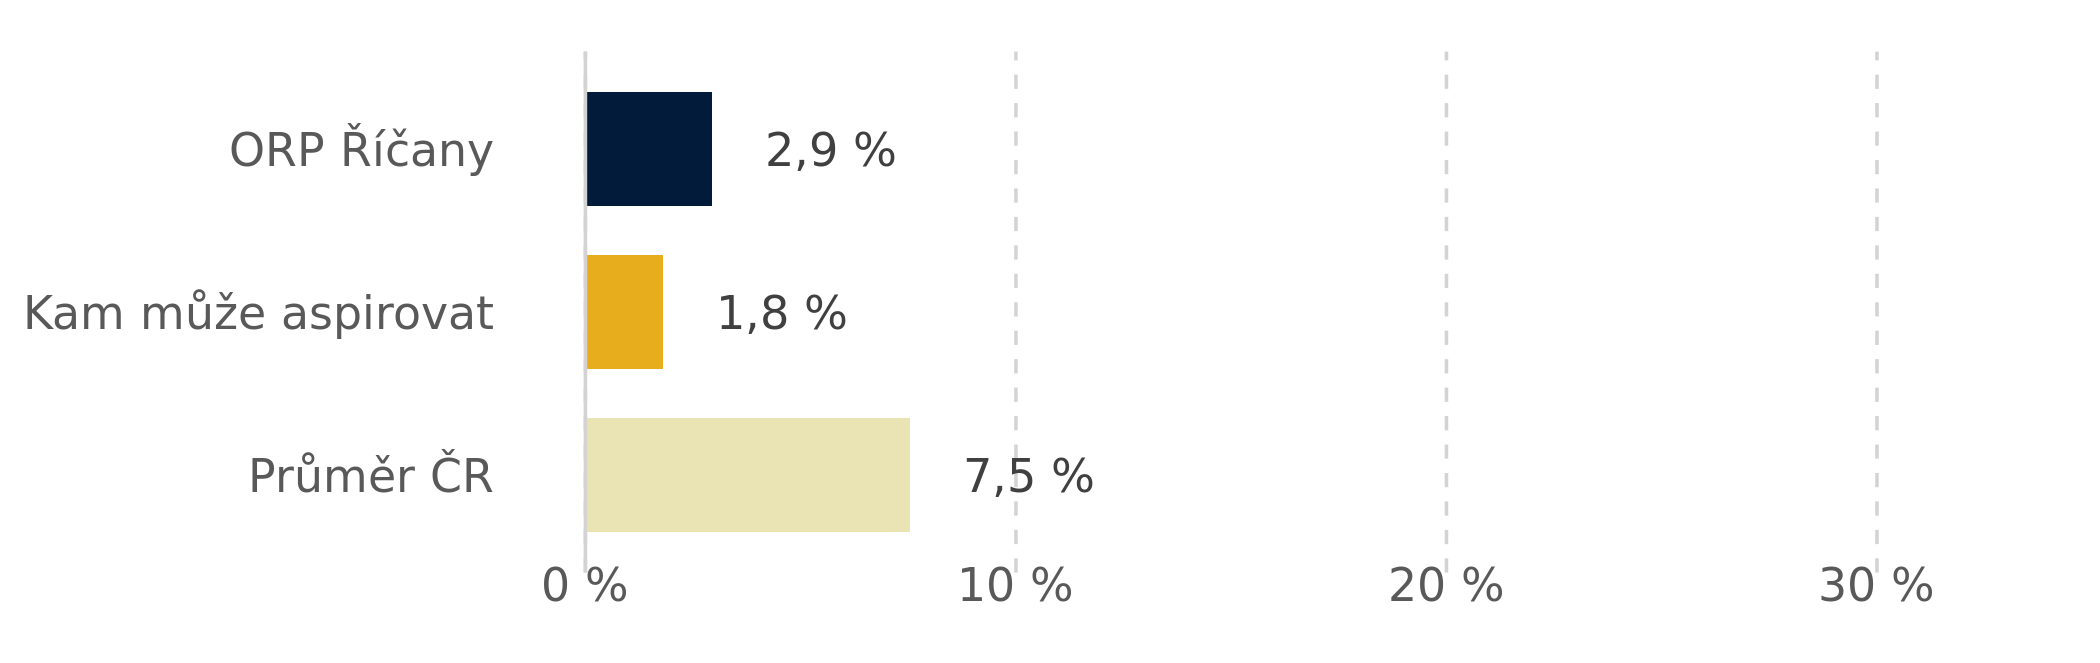 ORP Říčany 2,9 %
Kam může aspirovat 1,8 %
Průměr ČR 7,5 %
0 % 10 % 20 % 30 %